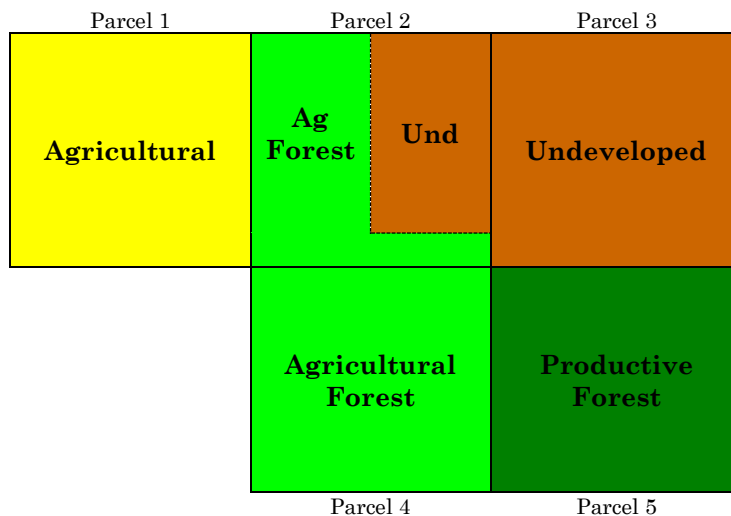 Parcel 1
Parcel 2
Parcel 3
Agricultural
Ag
Forest
Und
Undeveloped
Agricultural
Forest
Productive
Forest
Parcel 4
Parcel 5